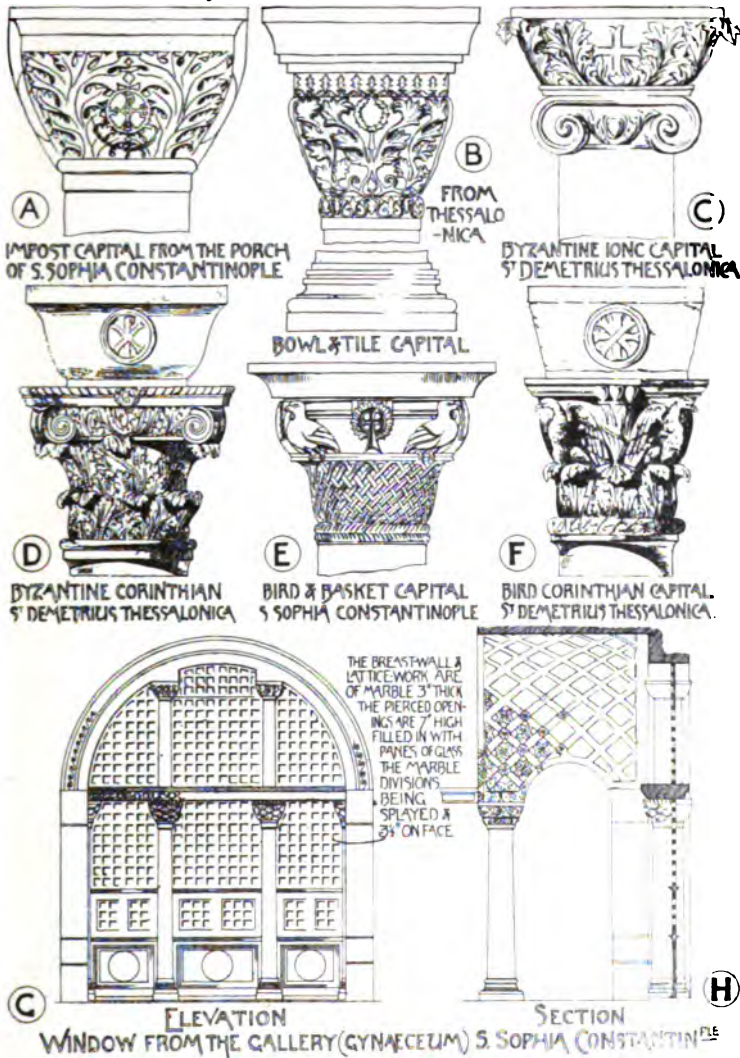 A
IMPOST CAPITAL FROM THE PORCH
OF S. SOPHIA CONSTANTINOPLE
B
FROM
THESSALO
-NICA
BOWL & TILE CAPITAL
C
BYZANTINE IONC CAPITAL
ST DEMETRIUS THESSALONICA
D
BYZANTINE CORINTHIAN
ST DEMETRIUS THESSALONICA
E
BIRD & BASKET CAPITAL
S SOPHIA CONSTANTINOPLE
F
BIRD CORINTHIAN CAPITAL.
ST DEMETRIUS THESSALONICA.
THE BREAST-WALL &
LATTICE-WORK ARE
OF MARBLE 3" THICK
THE PIERCED OPEN-
INGS ARE 7" HIGH
FILLED IN WITH
PANES OF GLASS
THE MARBLE
DIVISIONS
BEING
SPLAYED &
3½" ON FACE
G
ELEVATION
H
SECTION
WINDOW FROM THE GALLERY (GYNAECEUM) S. SOPHIA CONSTANTINPLE